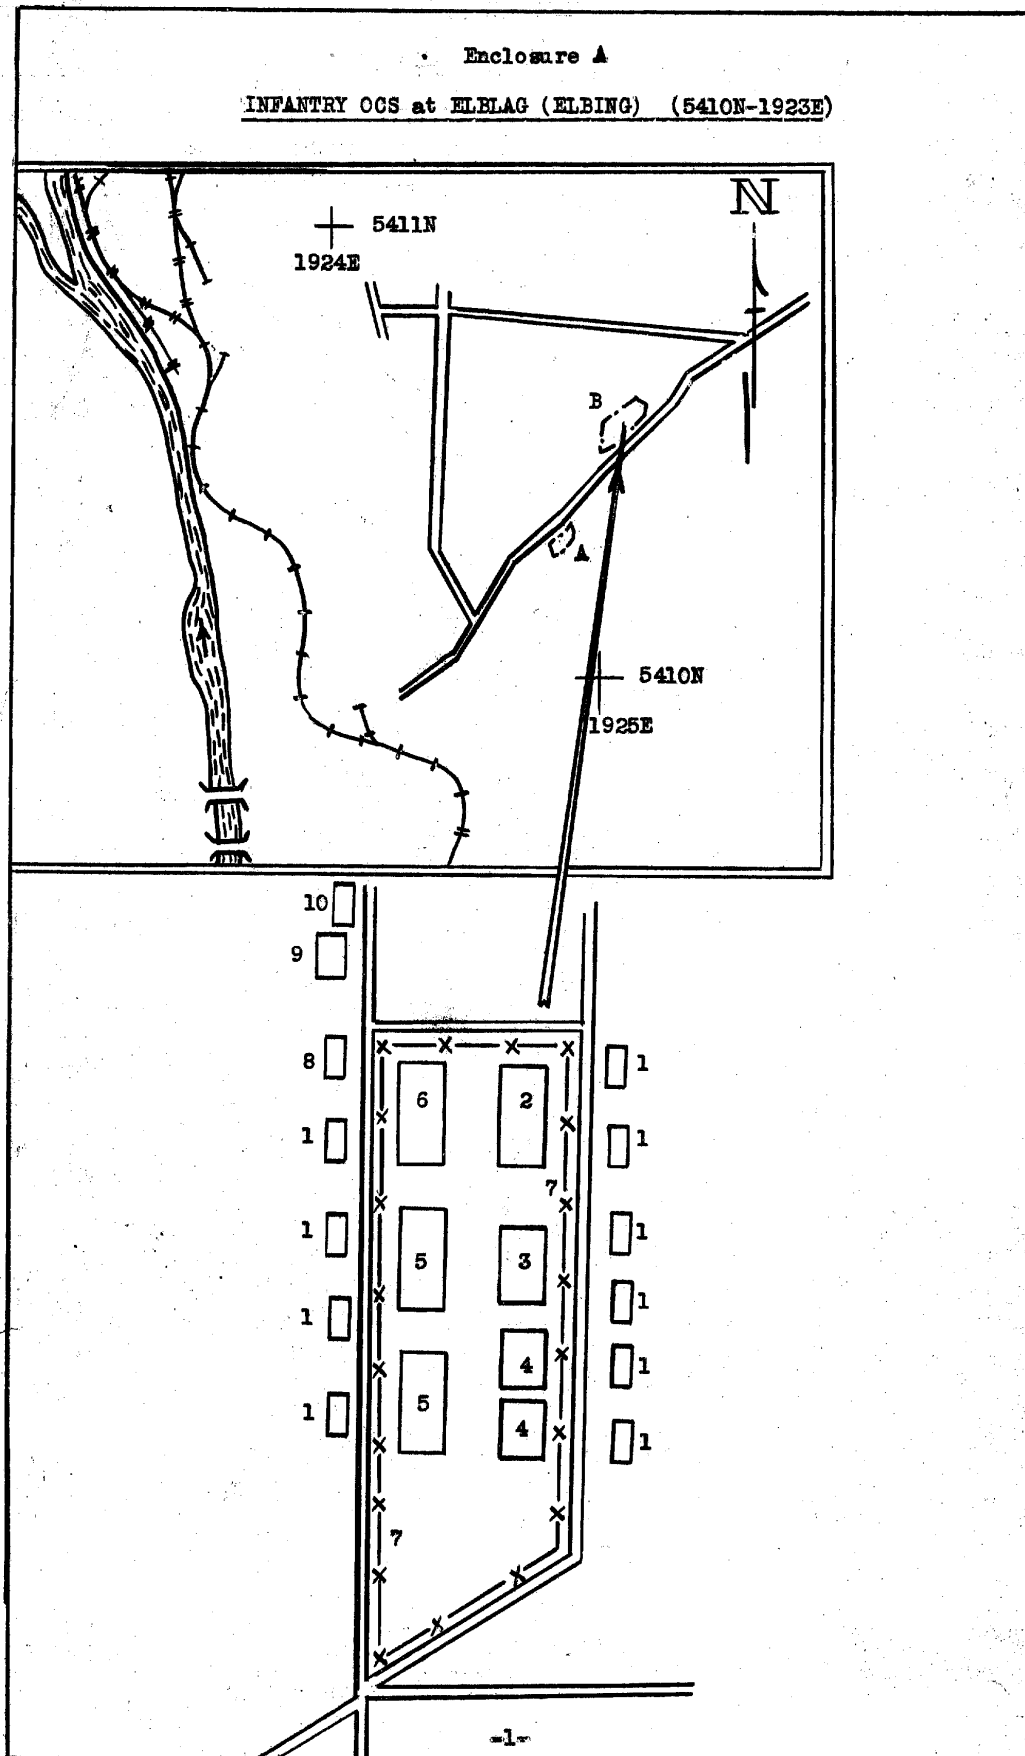 Enclosure A
INFANTRY OCS at ELBLAG (ELBING) (5410N-1923E)
N
5411N
1924E
B
A
5410N
1925E
10
9
8
1
6
2
1
1
7
1
1
5
3
1
1
1
4
1
1
5
4
1
7
-1-